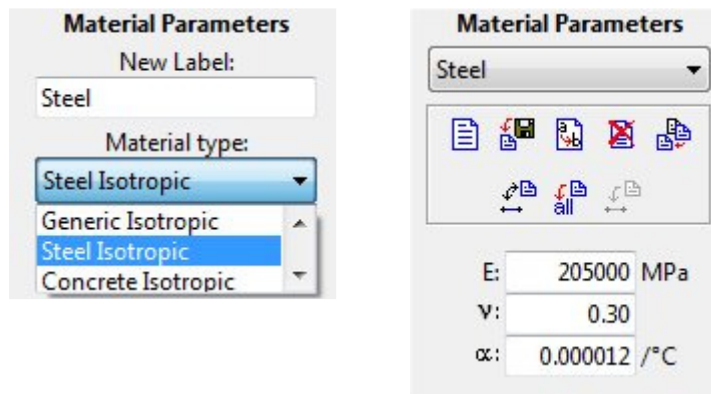 Material Parameters
New Label:
Steel
Material type:
Steel Isotropic
Generic Isotropic
Steel Isotropic
Concrete Isotropic
Material Parameters
Steel
a b
all
E: 205000 MPa
ν: 0.30
α: 0.000012 /°C